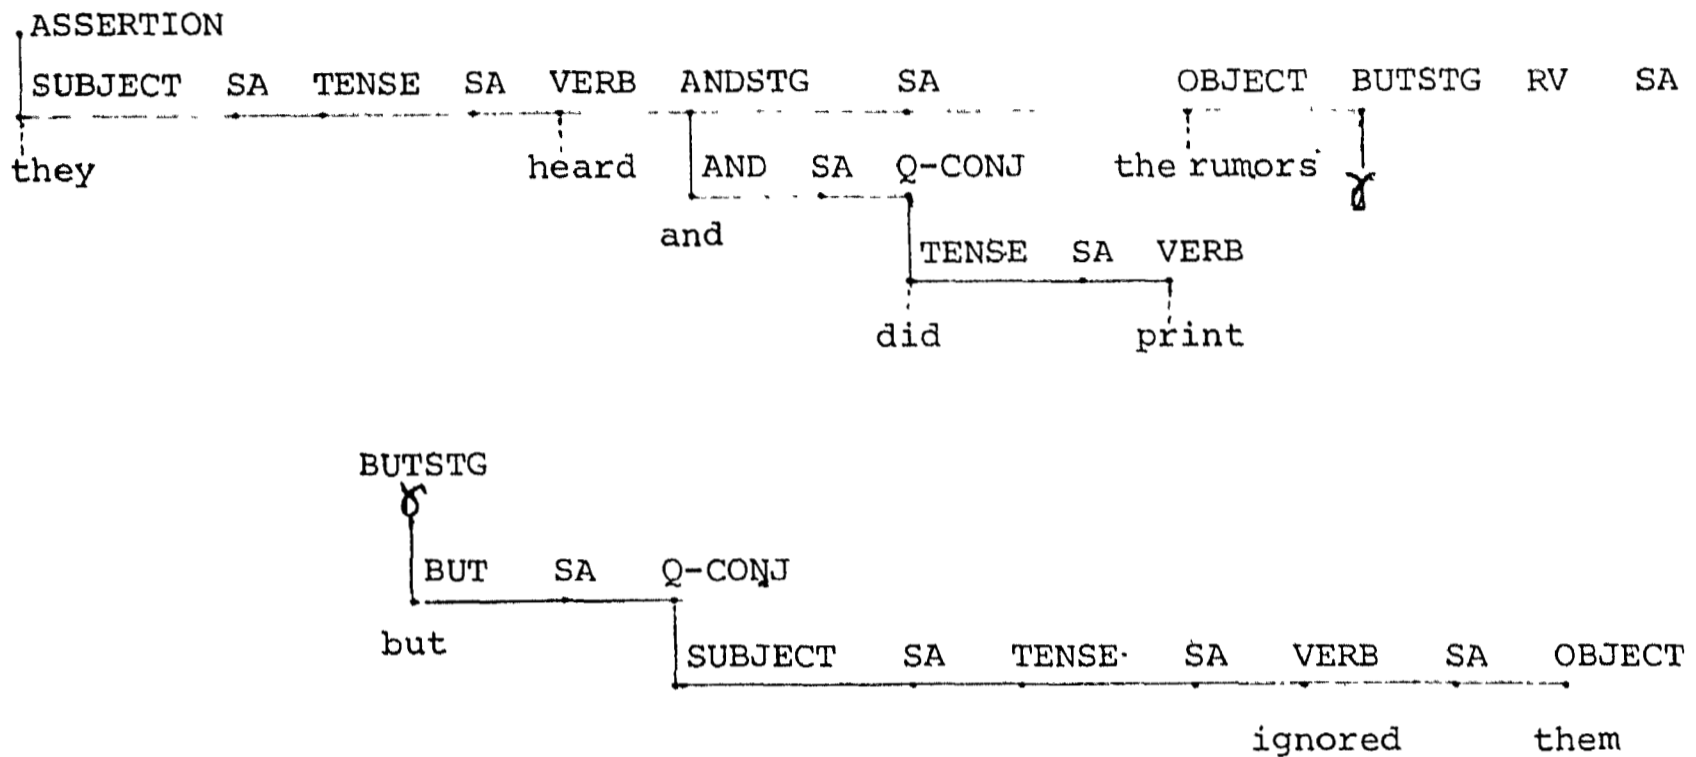 ASSERTION
SUBJECT SA TENSE SA VERB ANDSTG SA OBJECT BUTSTG RV SA
they heard AND SA Q-CONJ the rumors γ
and
TENSE SA VERB
did print
BUTSTG
γ
BUT SA Q-CONJ
but
SUBJECT SA TENSE SA VERB SA OBJECT
ignored them